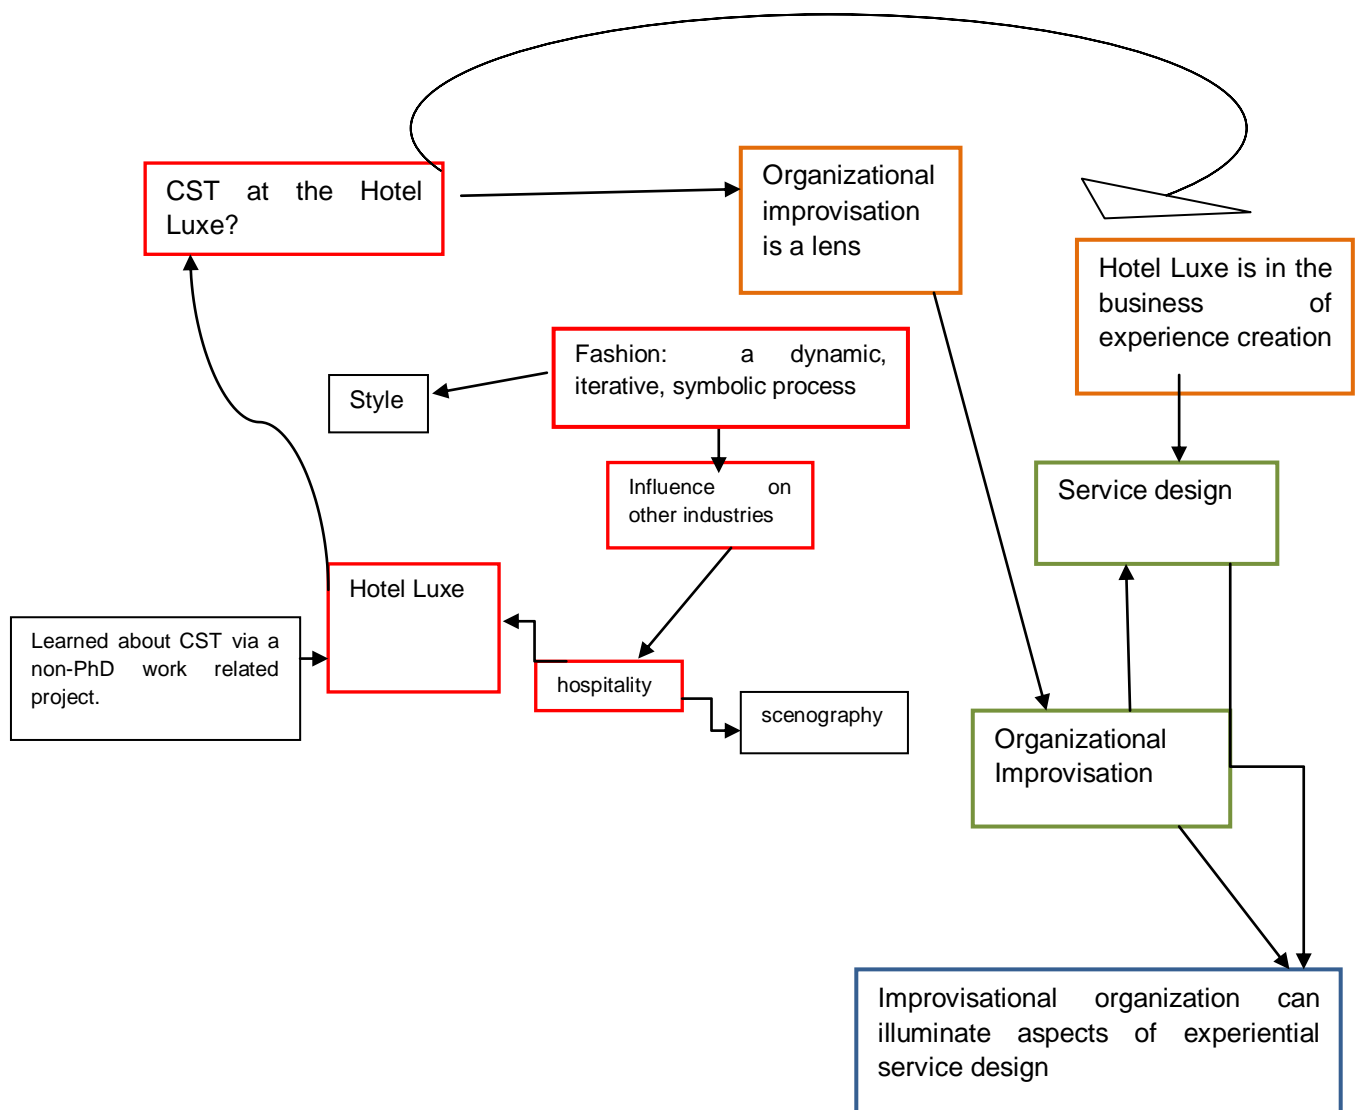 CST at the Hotel
Luxe?
Organizational
improvisation
is a lens
Hotel Luxe is in the
business of
experience creation
Fashion: a dynamic,
iterative, symbolic process
Style
Influence on
other industries
Service design
Hotel Luxe
Learned about CST via a
non-PhD work related
project.
hospitality
scenography
Organizational
Improvisation
Improvisational organization can
illuminate aspects of experiential
service design